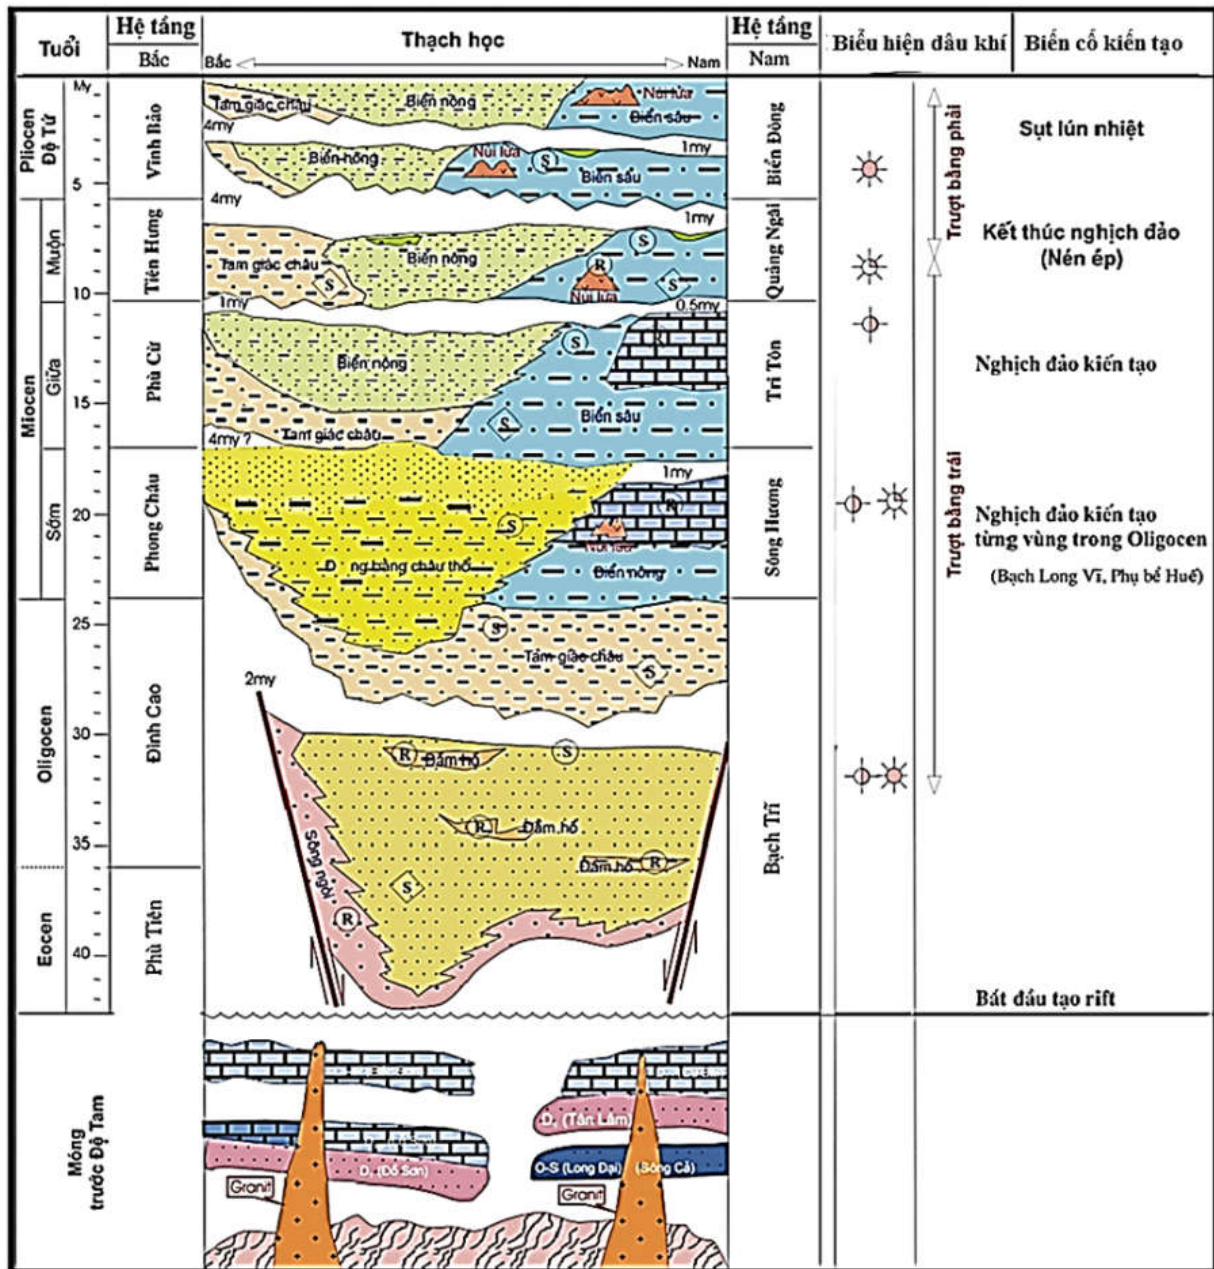 Tuổi
Hệ tầng
Bắc
Thạch học
Bắc
Nam
Hệ tầng
Nam
Biểu hiện dầu khí
Biến cố kiến tạo
My
5
10
15
20
25
30
35
40
Pliocen
Đệ Tứ
Miocen
Muộn
Giữa
Sớm
Oligocen
Eocen
Móng
trước Đệ Tam
Vĩnh Bảo
Tiên Hưng
Phù Cừ
Phong Châu
Đình Cao
Phù Tiên
Tam giác châu
Biển nông
Núi lửa
Biển sâu
4my
1my
Biển nông
Núi lửa
S
Biển sâu
4my
1my
Tam giác châu
S
Biển nông
S
R
Núi lửa
S
1my
0.5my
Biển nông
S
R
Tam giác châu
S
Biển sâu
4my ?
1my
S
R
Núi lửa
ng bằng châu thổ
Biển nông
S
Tam giác châu
S
2my
R
Đầm hồ
S
R
Đầm hồ
Đầm hồ
R
S
Sông ngòi
R
D₁ (Đồ Sơn)
Granit
(Tân Lâm)
O-S (Long Đại)
(Sông Cả)
Granit
Biển Đông
Quảng Ngãi
Tri Tôn
Sông Hương
Bạch Trĩ
Trượt bằng phải
Trượt bằng trái
Sụt lún nhiệt
Kết thúc nghịch đảo
(Nén ép)
Nghịch đảo kiến tạo
Nghịch đảo kiến tạo
từng vùng trong Oligocen
(Bạch Long Vĩ, Phụ bể Huế)
Bắt đầu tạo rift